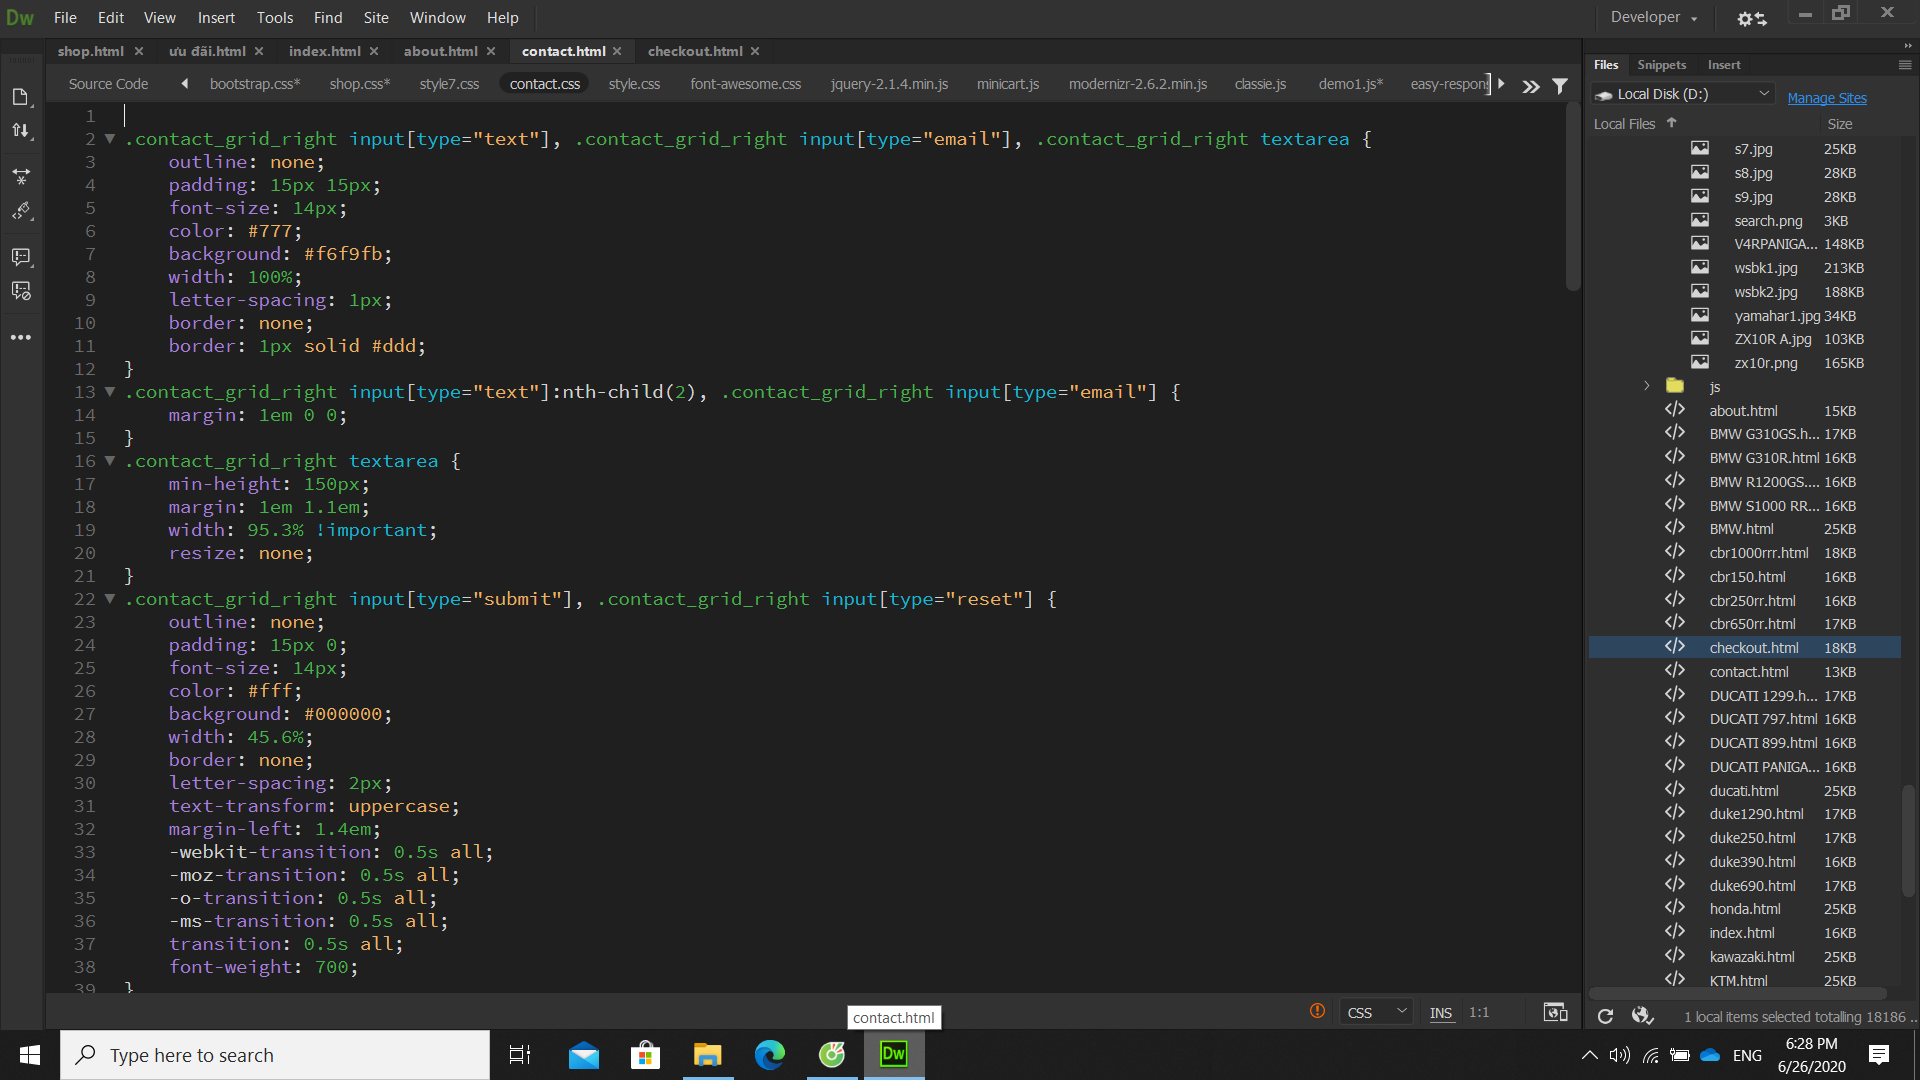 Dw File Edit View Insert Tools Find Site Window Help Developer
shop.html ưu đãi.html index.html about.html contact.html checkout.html
Source Code bootstrap.css* shop.css* style7.css contact.css style.css font-awesome.css jquery-2.1.4.min.js minicart.js modernizr-2.6.2.min.js classie.js demo1.js* easy-respon
1
2 .contact_grid_right input[type="text"], .contact_grid_right input[type="email"], .contact_grid_right textarea {
3 outline: none;
4 padding: 15px 15px;
5 font-size: 14px;
6 color: #777;
7 background: #f6f9fb;
8 width: 100%;
9 letter-spacing: 1px;
10 border: none;
11 border: 1px solid #ddd;
12 }
13 .contact_grid_right input[type="text"]:nth-child(2), .contact_grid_right input[type="email"] {
14 margin: 1em 0 0;
15 }
16 .contact_grid_right textarea {
17 min-height: 150px;
18 margin: 1em 1.1em;
19 width: 95.3% !important;
20 resize: none;
21 }
22 .contact_grid_right input[type="submit"], .contact_grid_right input[type="reset"] {
23 outline: none;
24 padding: 15px 0;
25 font-size: 14px;
26 color: #fff;
27 background: #000000;
28 width: 45.6%;
29 border: none;
30 letter-spacing: 2px;
31 text-transform: uppercase;
32 margin-left: 1.4em;
33 -webkit-transition: 0.5s all;
34 -moz-transition: 0.5s all;
35 -o-transition: 0.5s all;
36 -ms-transition: 0.5s all;
37 transition: 0.5s all;
38 font-weight: 700;
39 }
CSS INS 1:1
contact.html
Files Snippets Insert
Local Disk (D:) Manage Sites
Local Files Size
s7.jpg 25KB
s8.jpg 28KB
s9.jpg 28KB
search.png 3KB
V4RPANIGA... 148KB
wsbk1.jpg 213KB
wsbk2.jpg 188KB
yamahar1.jpg 34KB
ZX10R A.jpg 103KB
zx10r.png 165KB
js
about.html 15KB
BMW G310GS.h... 17KB
BMW G310R.html 16KB
BMW R1200GS.... 16KB
BMW S1000 RR... 16KB
BMW.html 25KB
cbr1000rrr.html 18KB
cbr150.html 16KB
cbr250rr.html 16KB
cbr650rr.html 17KB
checkout.html 18KB
contact.html 13KB
DUCATI 1299.h... 17KB
DUCATI 797.html 16KB
DUCATI 899.html 16KB
DUCATI PANIGA... 16KB
ducati.html 25KB
duke1290.html 17KB
duke250.html 17KB
duke390.html 16KB
duke690.html 17KB
honda.html 25KB
index.html 16KB
kawazaki.html 25KB
KTM.html 25KB
1 local items selected totalling 18186 ..
Type here to search
Dw
ENG
6:28 PM
6/26/2020